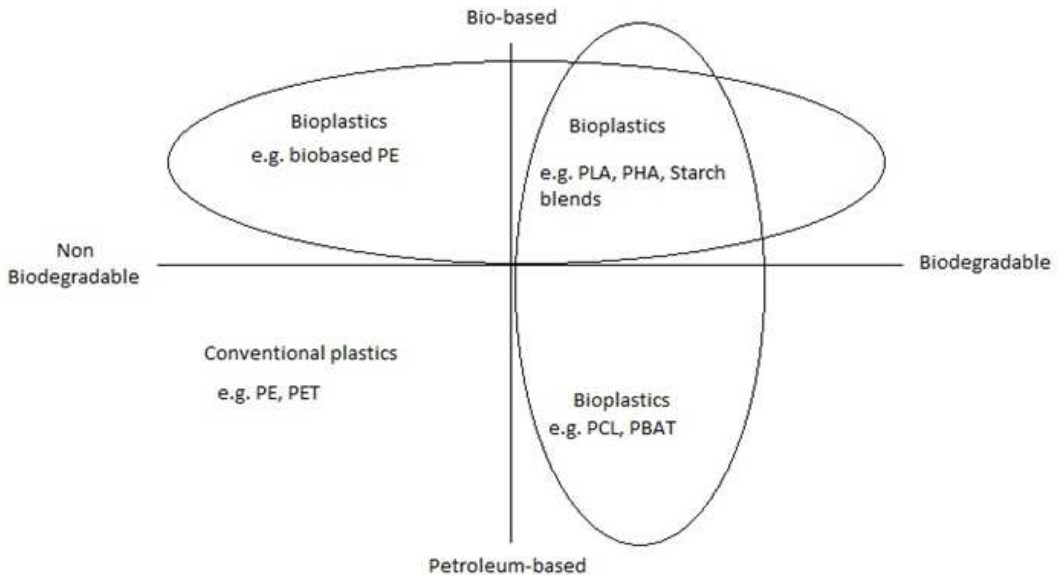 Bio-based
Bioplastics
e.g. biobased PE
Bioplastics
e.g. PLA, PHA, Starch
blends
Non
Biodegradable
Biodegradable
Conventional plastics
e.g. PE, PET
Bioplastics
e.g. PCL, PBAT
Petroleum-based